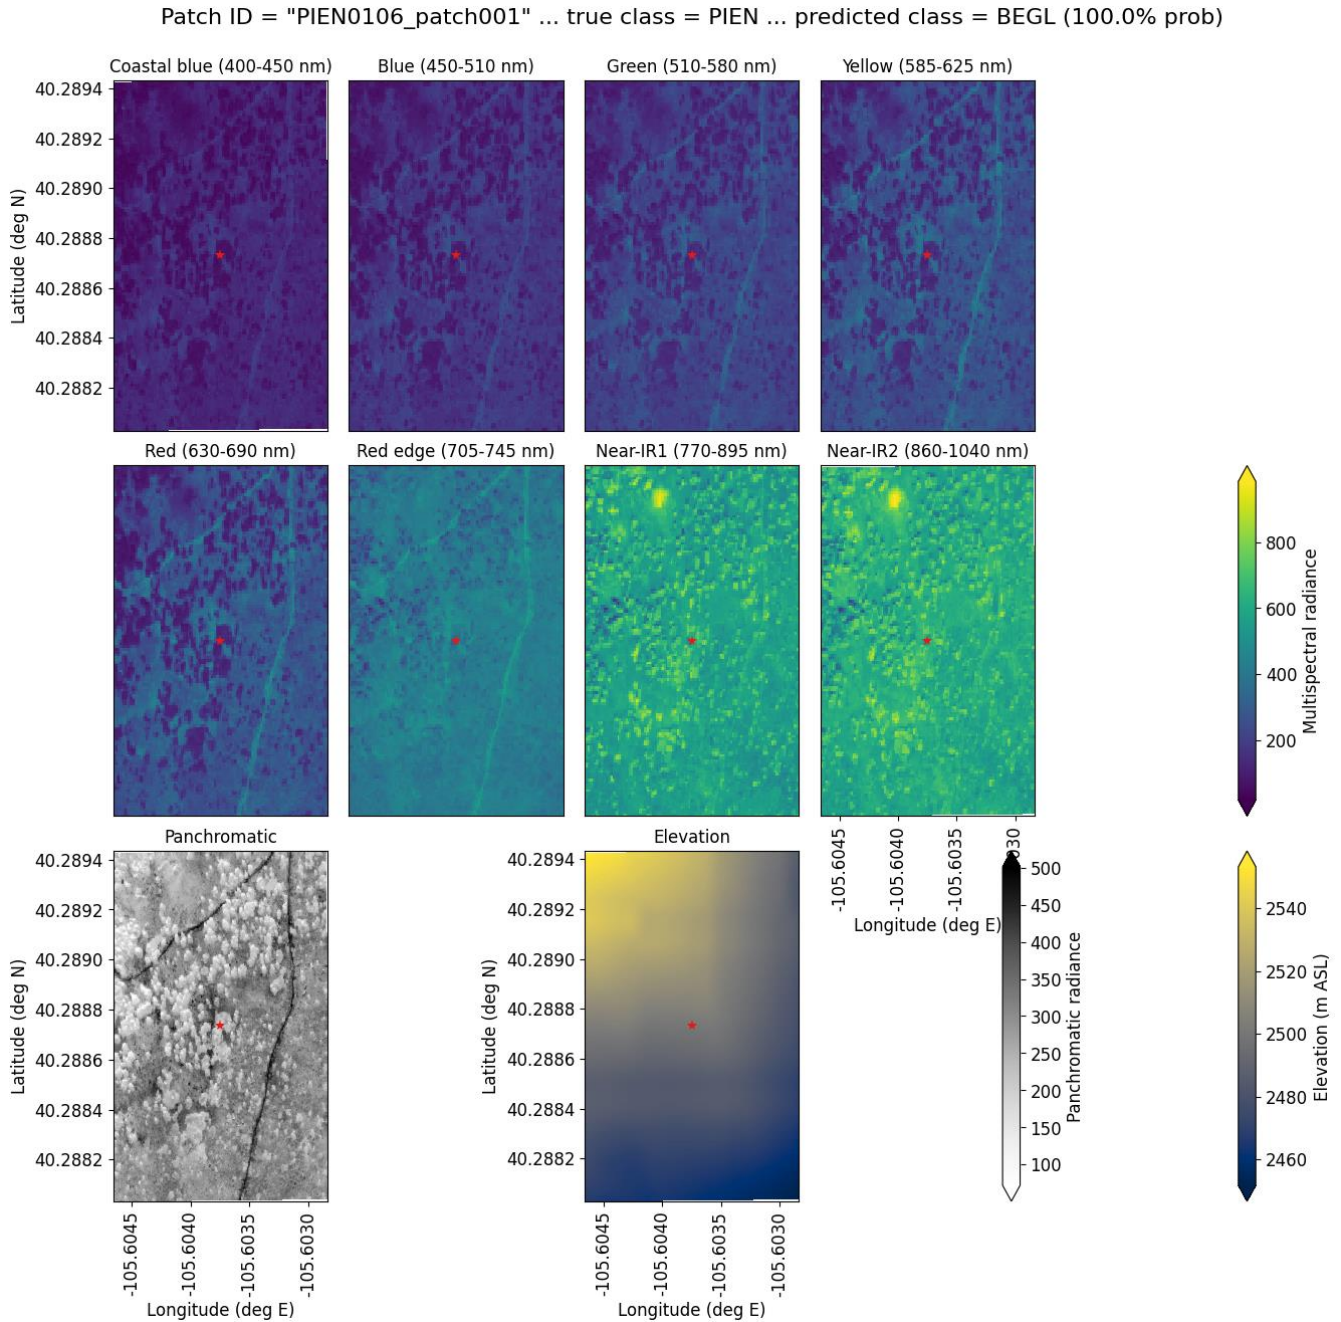 Patch ID = "PIEN0106_patch001" ... true class = PIEN ... predicted class = BEGL (100.0% prob)
Coastal blue (400-450 nm)
Blue (450-510 nm)
Green (510-580 nm)
Yellow (585-625 nm)
40.2894
40.2892
40.2890
40.2888
40.2886
40.2884
40.2882
Latitude (deg N)
Red (630-690 nm)
Red edge (705-745 nm)
Near-IR1 (770-895 nm)
Near-IR2 (860-1040 nm)
800
600
400
200
Multispectral radiance
-105.6045
-105.6040
-105.6035
-105.6030
Longitude (deg E)
Panchromatic
40.2894
40.2892
40.2890
40.2888
40.2886
40.2884
40.2882
Latitude (deg N)
-105.6045
-105.6040
-105.6035
-105.6030
Longitude (deg E)
Elevation
40.2894
40.2892
40.2890
40.2888
40.2886
40.2884
40.2882
Latitude (deg N)
-105.6045
-105.6040
-105.6035
-105.6030
Longitude (deg E)
500
450
400
350
300
250
200
150
100
Panchromatic radiance
2540
2520
2500
2480
2460
Elevation (m ASL)